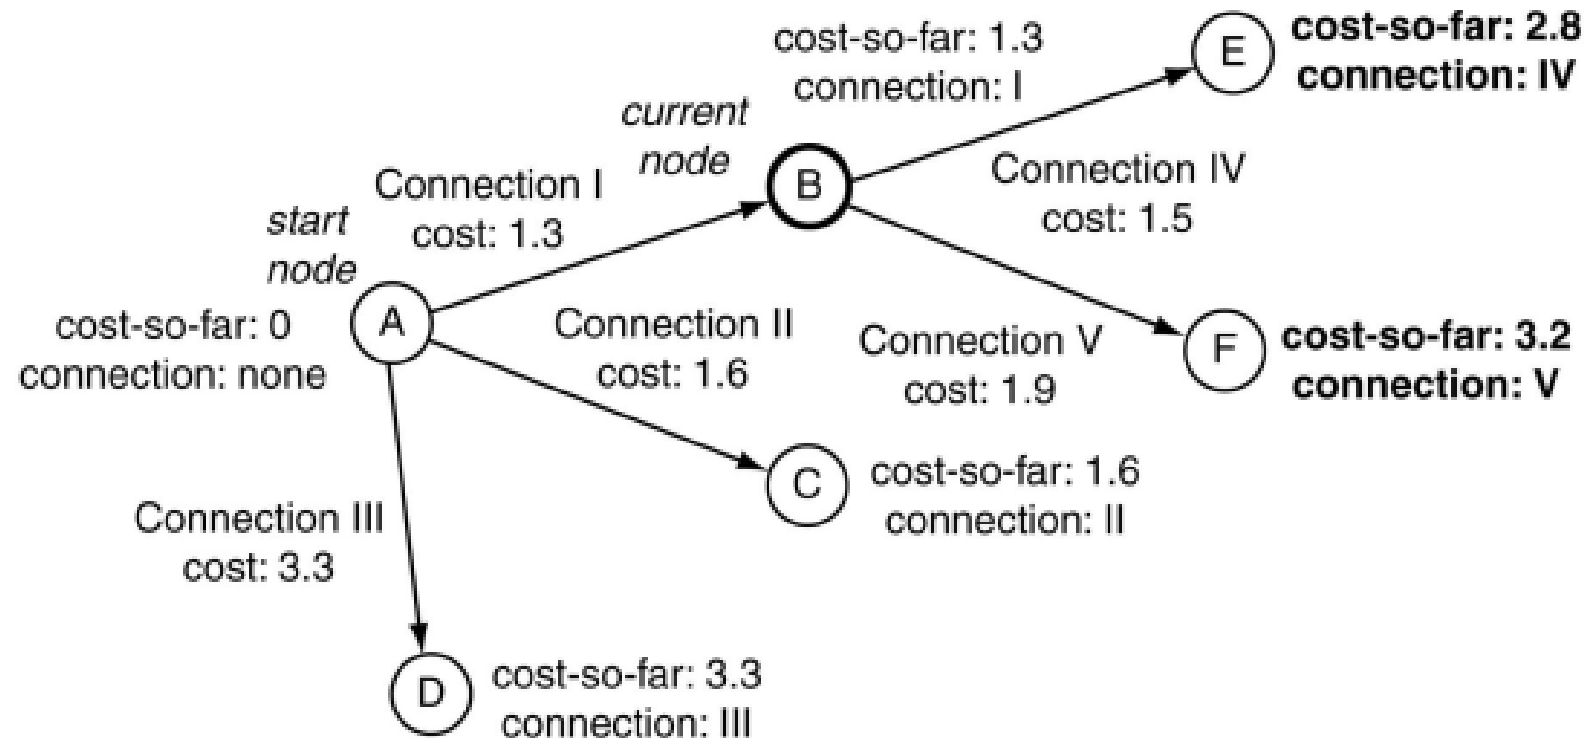 cost-so-far: 1.3
connection: I
E
cost-so-far: 2.8
connection: IV
current
node
B
Connection IV
cost: 1.5
Connection I
cost: 1.3
start
node
A
cost-so-far: 0
connection: none
Connection II
cost: 1.6
Connection V
cost: 1.9
F
cost-so-far: 3.2
connection: V
C
cost-so-far: 1.6
connection: II
Connection III
cost: 3.3
D
cost-so-far: 3.3
connection: III